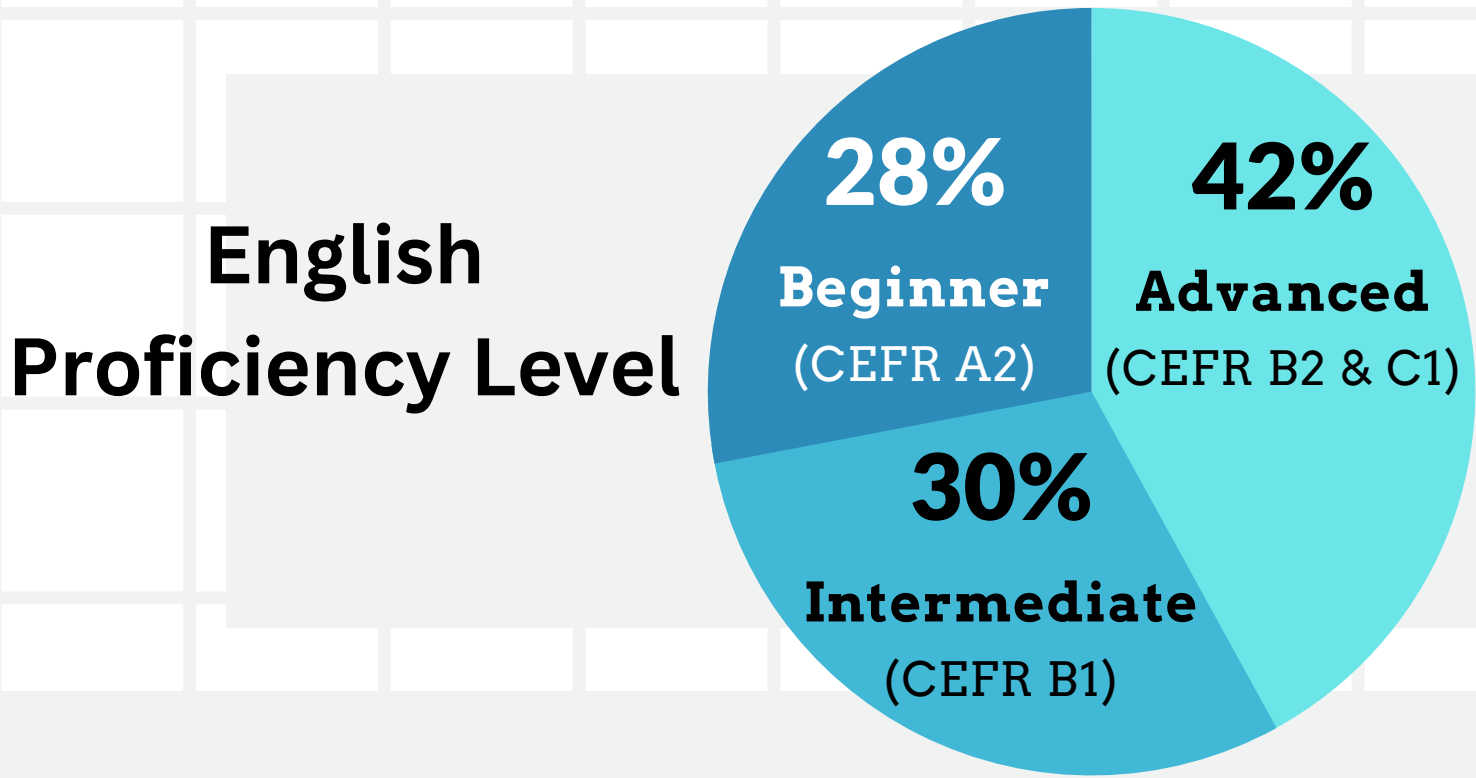 English
Proficiency Level
28%
Beginner
(CEFR A2)
42%
Advanced
(CEFR B2 & C1)
30%
Intermediate
(CEFR B1)